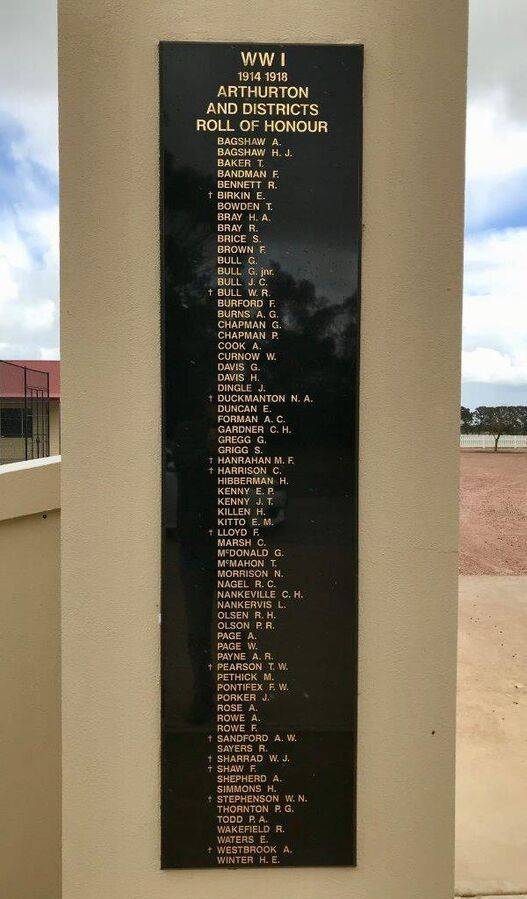 WW I
1914 1918
ARTHURTON
AND DISTRICTS
ROLL OF HONOUR
BAGSHAW A.
BAGSHAW H. J.
BAKER T.
BANDMAN F.
BENNETT R.
† BIRKIN E.
BOWDEN T.
BRAY H. A.
BRAY R.
BRICE S.
BROWN F.
BULL G.
BULL G. jnr.
BULL J. C.
† BULL W. R.
BURFORD F.
BURNS A. G.
CHAPMAN G.
CHAPMAN P.
COOK A.
CURNOW W.
DAVIS G.
DAVIS H.
DINGLE J.
† DUCKMANTON N. A.
DUNCAN E.
FORMAN A. C.
GARDNER C. H.
GREGG G.
GRIGG S.
† HANRAHAN M. F.
† HARRISON C.
HIBBERMAN H.
KENNY E. P.
KENNY J. T.
KILLEN H.
KITTO E. M.
† LLOYD F.
MARSH C.
McDONALD G.
McMAHON T.
MORRISON N.
NAGEL R. C.
NANKEVILLE C. H.
NANKERVIS L.
OLSEN R. H.
OLSON P. R.
PAGE A.
PAGE W.
PAYNE A. R.
† PEARSON T. W.
PETHICK M.
PONTIFEX F. W.
PORKER J.
ROSE A.
ROWE A.
ROWE F.
† SANDFORD A. W.
SAYERS R.
† SHARRAD W. J.
† SHAW F.
SHEPHERD A.
SIMMONS H.
† STEPHENSON W. N.
THORNTON P. G.
TODD P. A.
WAKEFIELD R.
WATERS E.
† WESTBROOK A.
WINTER H. E.